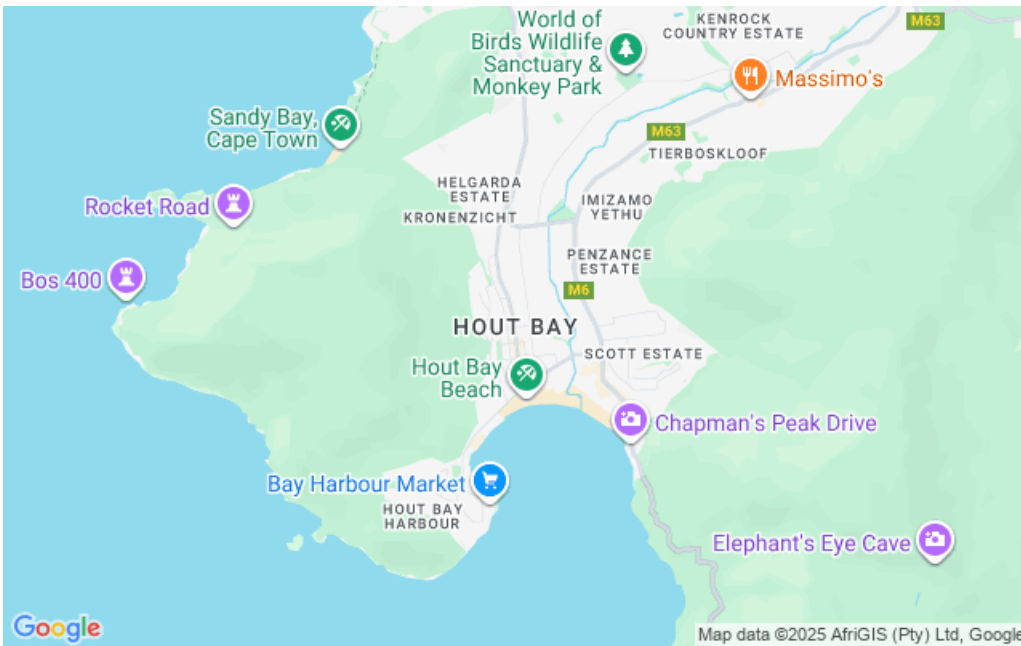 World of
Birds Wildlife
Sanctuary &
Monkey Park
KENROCK
COUNTRY ESTATE
M63
Massimo's
Sandy Bay,
Cape Town
M63
TIERBOSKLOOF
HELGARDA
ESTATE
Rocket Road
KRONENZICHT
IMIZAMO
YETHU
PENZANCE
ESTATE
Bos 400
M6
HOUT BAY
SCOTT ESTATE
Hout Bay
Beach
Chapman's Peak Drive
Bay Harbour Market
HOUT BAY
HARBOUR
Elephant's Eye Cave
Google
Map data ©2025 AfriGIS (Pty) Ltd, Google